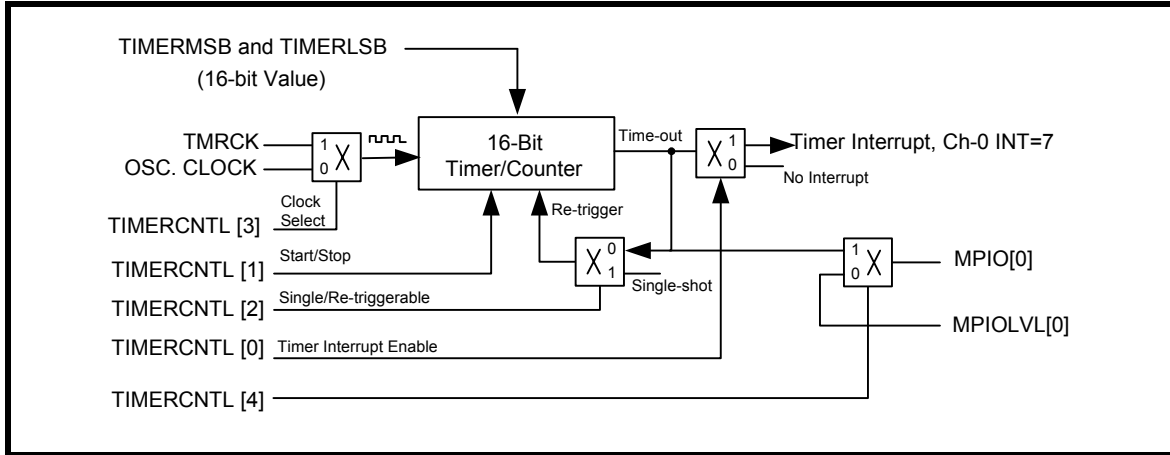 TIMERMSB and TIMERLSB
(16-bit Value)
TMRCK
OSC. CLOCK
1
0
X
Clock
Select
TIMERCNTL [3]
16-Bit
Timer/Counter
Time-out
X
1
0
Timer Interrupt, Ch-0 INT=7
No Interrupt
Re-trigger
Start/Stop
TIMERCNTL [1]
X
0
1
Single-shot
1
0
X
MPIO[0]
MPIOLVL[0]
TIMERCNTL [2]
Single/Re-triggerable
TIMERCNTL [0]
Timer Interrupt Enable
TIMERCNTL [4]